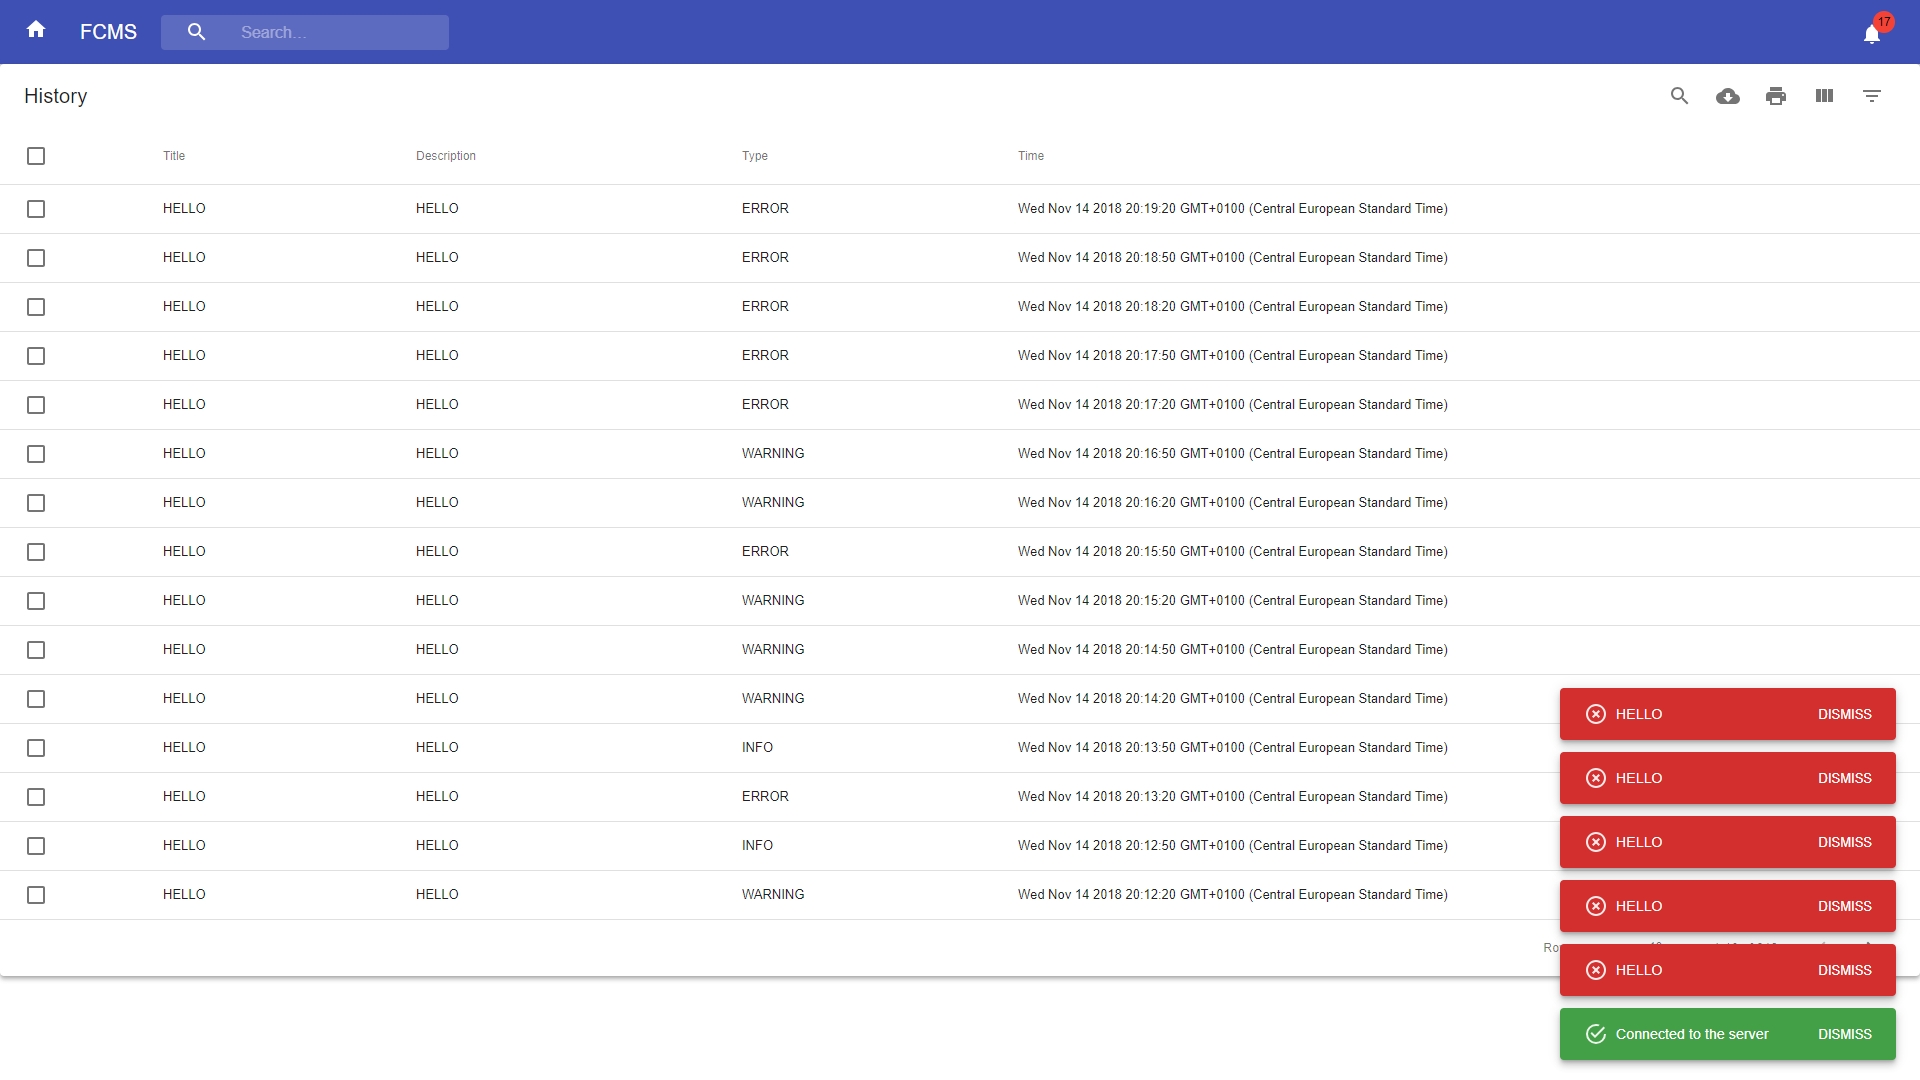 FCMS Search... 17
History
Title Description Type Time
HELLO HELLO ERROR Wed Nov 14 2018 20:19:20 GMT+0100 (Central European Standard Time)
HELLO HELLO ERROR Wed Nov 14 2018 20:18:50 GMT+0100 (Central European Standard Time)
HELLO HELLO ERROR Wed Nov 14 2018 20:18:20 GMT+0100 (Central European Standard Time)
HELLO HELLO ERROR Wed Nov 14 2018 20:17:50 GMT+0100 (Central European Standard Time)
HELLO HELLO ERROR Wed Nov 14 2018 20:17:20 GMT+0100 (Central European Standard Time)
HELLO HELLO WARNING Wed Nov 14 2018 20:16:50 GMT+0100 (Central European Standard Time)
HELLO HELLO WARNING Wed Nov 14 2018 20:16:20 GMT+0100 (Central European Standard Time)
HELLO HELLO ERROR Wed Nov 14 2018 20:15:50 GMT+0100 (Central European Standard Time)
HELLO HELLO WARNING Wed Nov 14 2018 20:15:20 GMT+0100 (Central European Standard Time)
HELLO HELLO WARNING Wed Nov 14 2018 20:14:50 GMT+0100 (Central European Standard Time)
HELLO HELLO WARNING Wed Nov 14 2018 20:14:20 GMT+0100 (Central European Standard Time)
HELLO DISMISS
HELLO HELLO INFO Wed Nov 14 2018 20:13:50 GMT+0100 (Central European Standard Time)
HELLO DISMISS
HELLO HELLO ERROR Wed Nov 14 2018 20:13:20 GMT+0100 (Central European Standard Time)
HELLO HELLO INFO Wed Nov 14 2018 20:12:50 GMT+0100 (Central European Standard Time)
HELLO DISMISS
HELLO HELLO WARNING Wed Nov 14 2018 20:12:20 GMT+0100 (Central European Standard Time)
HELLO DISMISS
HELLO DISMISS
Connected to the server DISMISS